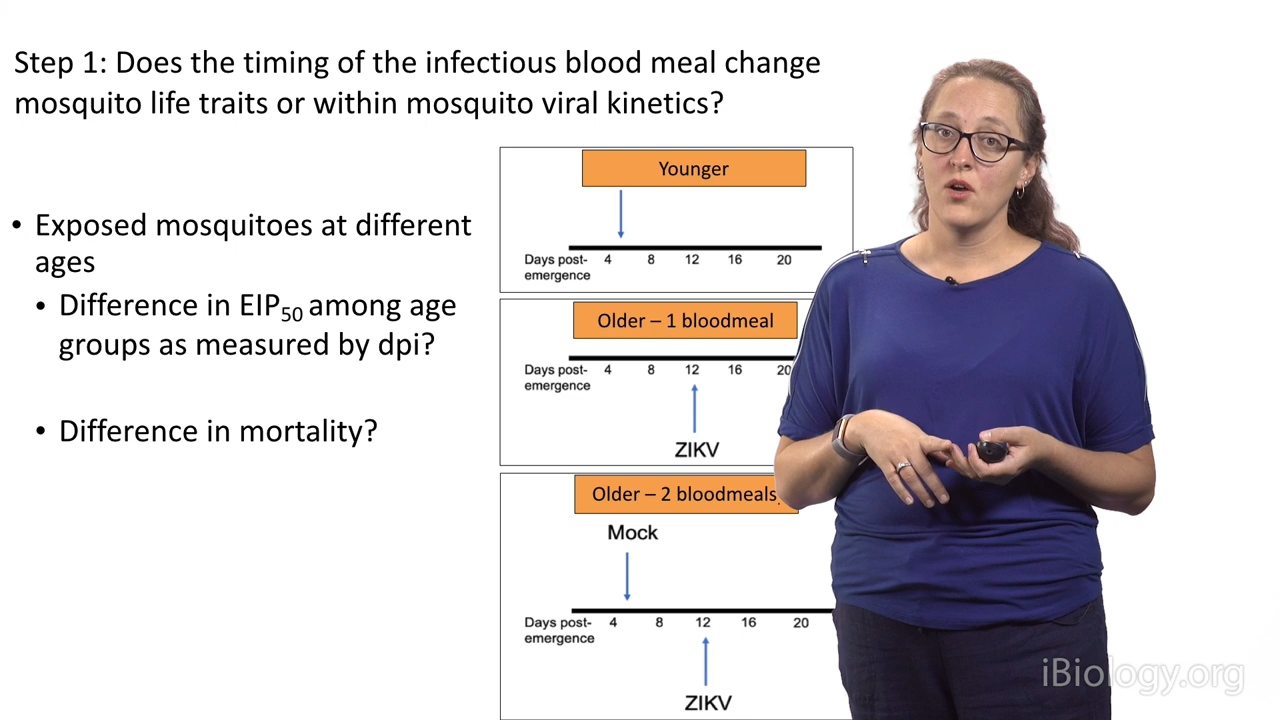 Step 1: Does the timing of the infectious blood meal change
mosquito life traits or within mosquito viral kinetics?
• Exposed mosquitoes at different
ages
• Difference in EIP50 among age
groups as measured by dpi?
• Difference in mortality?
Younger
Days post-
emergence 4 8 12 16 20
Older – 1 bloodmeal
Days post-
emergence 4 8 12 16 20
ZIKV
Older – 2 bloodmeals
Mock
Days post-
emergence 4 8 12 16 20
ZIKV
iBiology.org